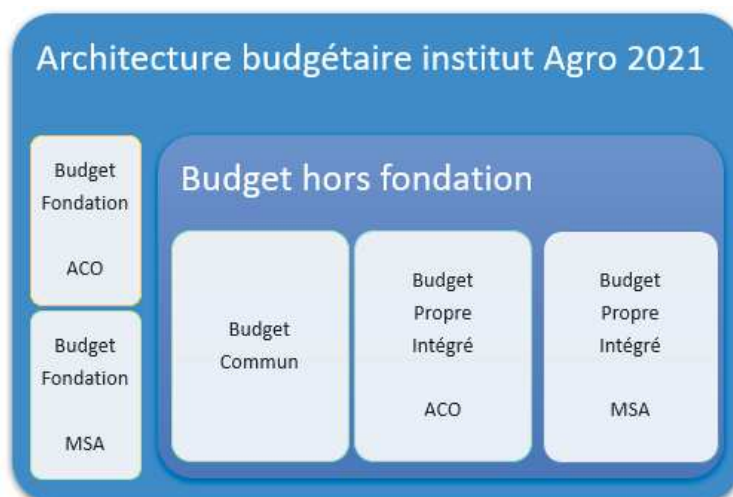 Architecture budgétaire institut Agro 2021
Budget
Fondation
ACO
Budget
Fondation
MSA
Budget hors fondation
Budget
Commun
Budget
Propre
Intégré
ACO
Budget
Propre
Intégré
MSA